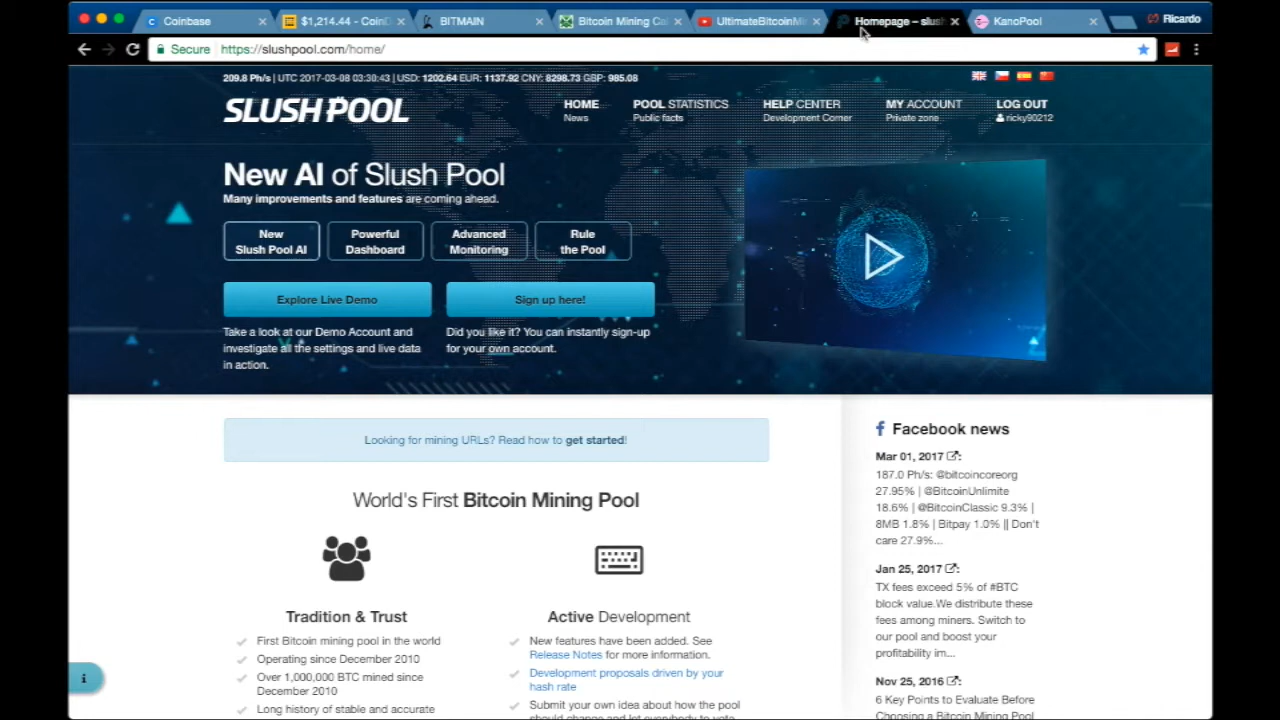 Coinbase
$1,214.44 - CoinD
BITMAIN
Bitcoin Mining Ca
UltimateBitcoinMi
Homepage – slush
KanoPool
Ricardo
Secure
https://slushpool.com/home/
209.8 Ph/s | UTC 2017-03-08 03:30:43 | USD: 1202.64 EUR: 1137.92 CNY: 8298.73 GBP: 985.08
SLUSHPOOL
HOME
News
POOL STATISTICS
Public facts
HELP CENTER
Development Corner
MY ACCOUNT
Private zone
LOG OUT
ricky90212
New AI of Slush Pool
Many improvements and features are coming ahead.
New
Slush Pool AI
Powerful
Dashboard
Advanced
Monitoring
Rule
the Pool
Explore Live Demo
Sign up here!
Take a look at our Demo Account and
investigate all the settings and live data
in action.
Did you like it? You can instantly sign-up
for your own account.
Looking for mining URLs? Read how to get started!
World's First Bitcoin Mining Pool
Tradition & Trust
First Bitcoin mining pool in the world
Operating since December 2010
Over 1,000,000 BTC mined since
December 2010
Long history of stable and accurate
Active Development
New features have been added. See
Release Notes for more information.
Development proposals driven by your
hash rate
Submit your own idea about how the pool
should change and let everybody to vote
Facebook news
Mar 01, 2017 :
187.0 Ph/s: @bitcoincoreorg
27.95% | @BitcoinUnlimite
18.6% | @BitcoinClassic 9.3% |
8MB 1.8% | Bitpay 1.0% || Don't
care 27.9%...
Jan 25, 2017 :
TX fees exceed 5% of #BTC
block value.We distribute these
fees among miners. Switch to
our pool and boost your
profitability im...
Nov 25, 2016 :
6 Key Points to Evaluate Before
Choosing a Bitcoin Mining Pool
i